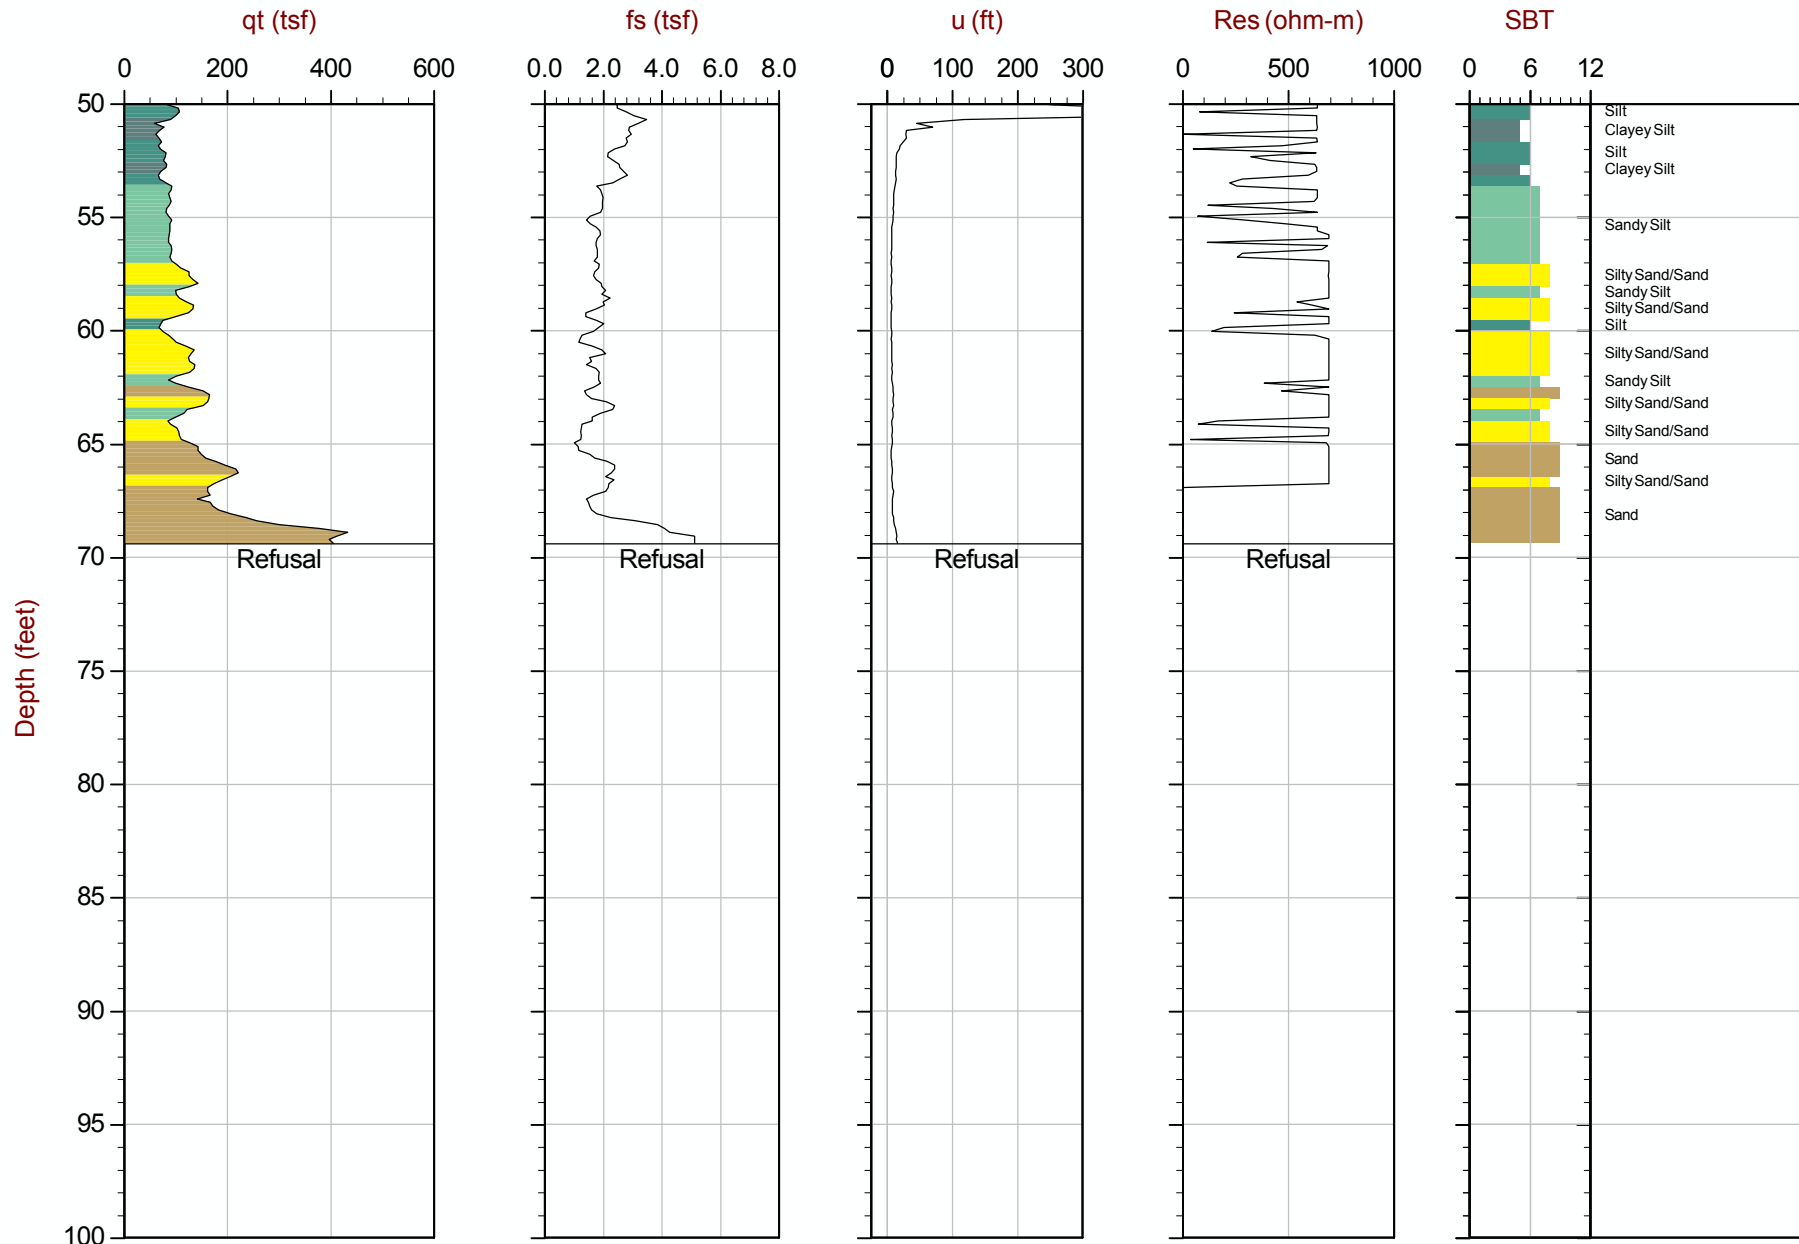 qt (tsf) fs (tsf) u (ft) Res (ohm-m) SBT
0 200 400 600 0.0 2.0 4.0 6.0 8.0 0 100 200 300 0 500 1000 0 6 12
50
Silt
Clayey Silt
Silt
Clayey Silt
55
Sandy Silt
Silty Sand/Sand
Sandy Silt
Silty Sand/Sand
Silt
60
Silty Sand/Sand
Sandy Silt
Silty Sand/Sand
Silty Sand/Sand
65
Sand
Silty Sand/Sand
Sand
70
Refusal Refusal Refusal Refusal
Depth (feet)
75
80
85
90
95
100